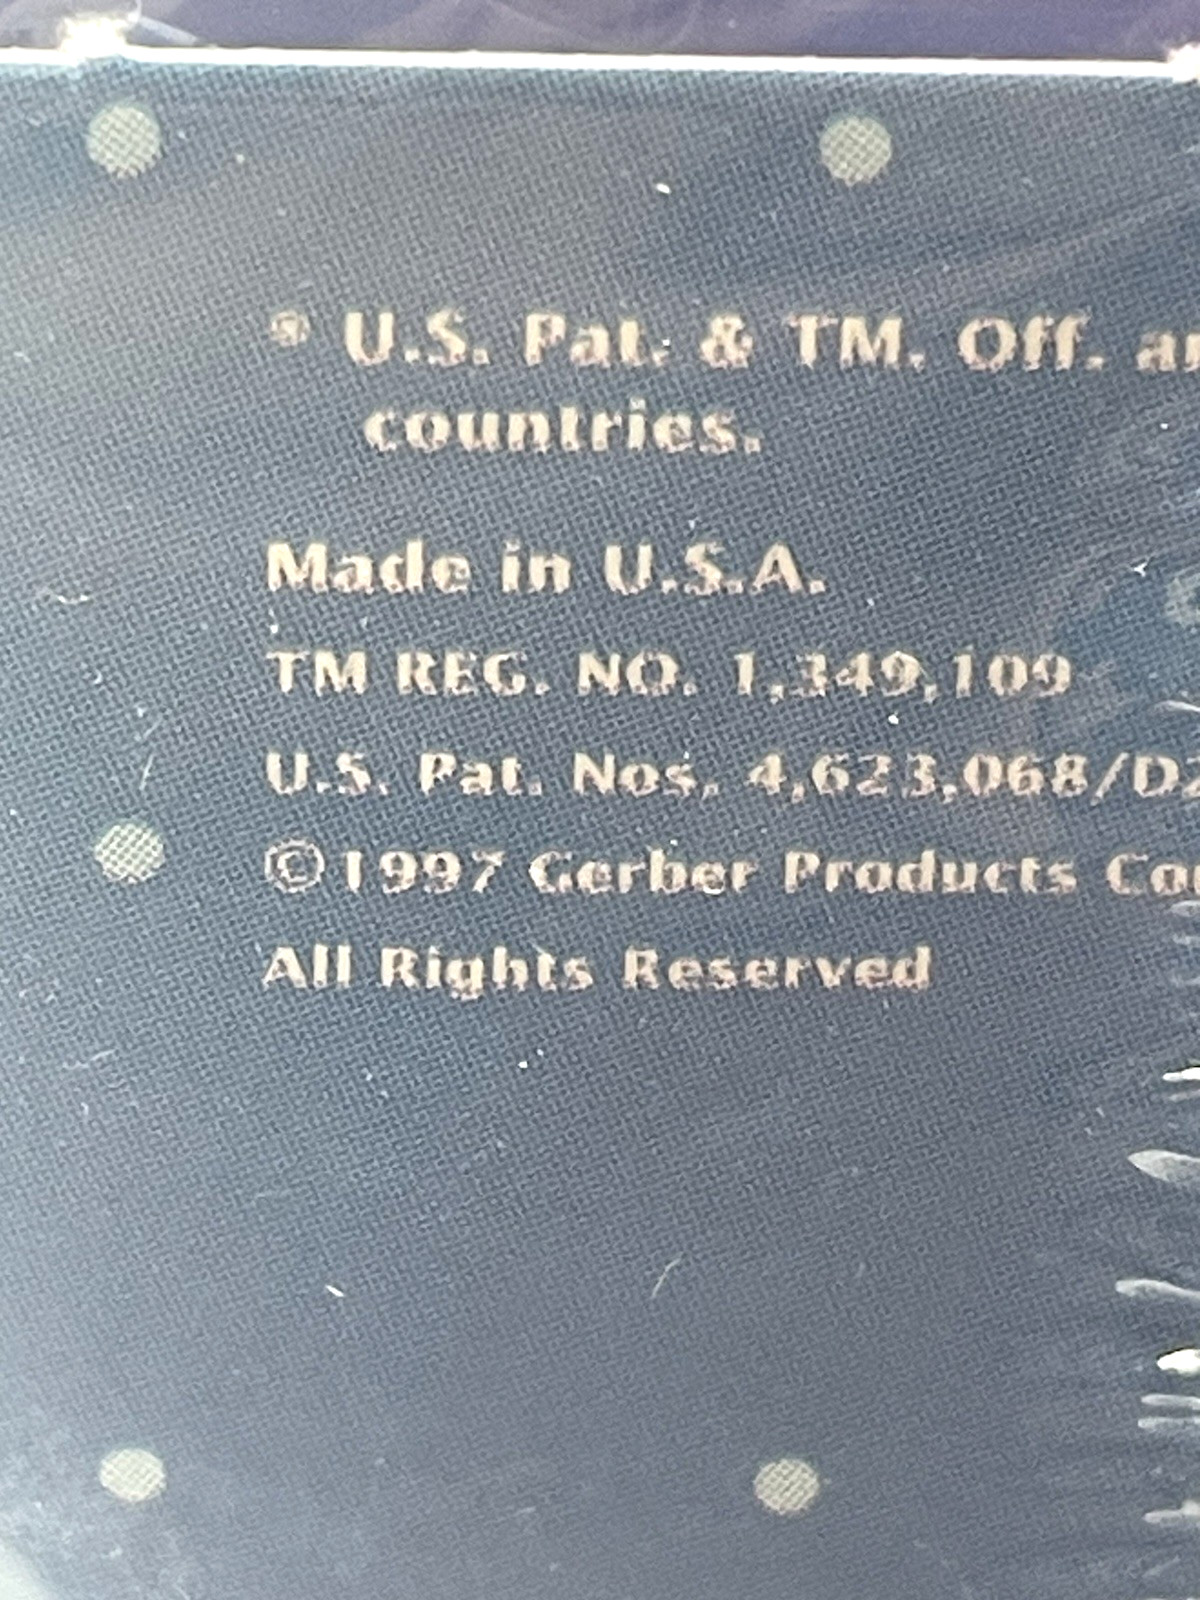 ® U.S. Pat. & TM. Off. a
countries.
Made in U.S.A.
TM REG. NO. 1,349,109
U.S. Pat. Nos. 4,623,068/D2
©1997 Gerber Products Co
All Rights Reserved